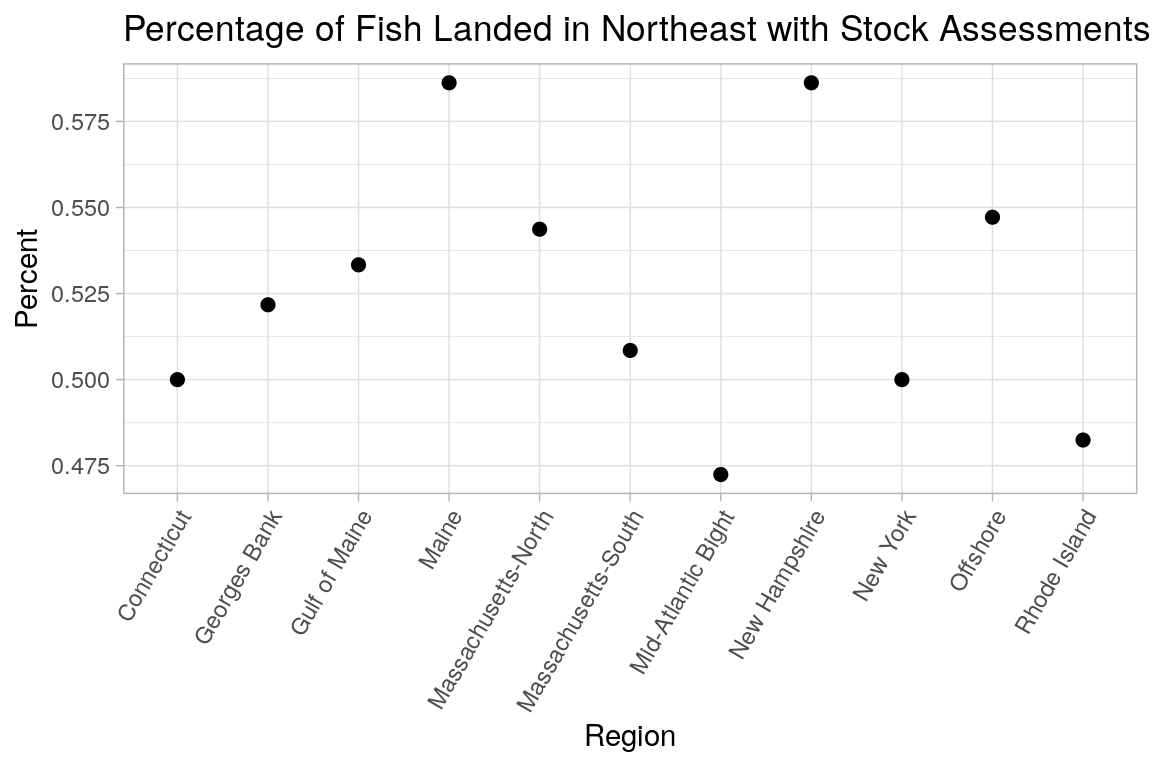 Percentage of Fish Landed in Northeast with Stock Assessments
0.575
0.550
0.525
0.500
0.475
Percent
Connecticut
Georges Bank
Gulf of Maine
Maine
Massachusetts-North
Massachusetts-South
Mid-Atlantic Bight
New Hampshire
New York
Offshore
Rhode Island
Region